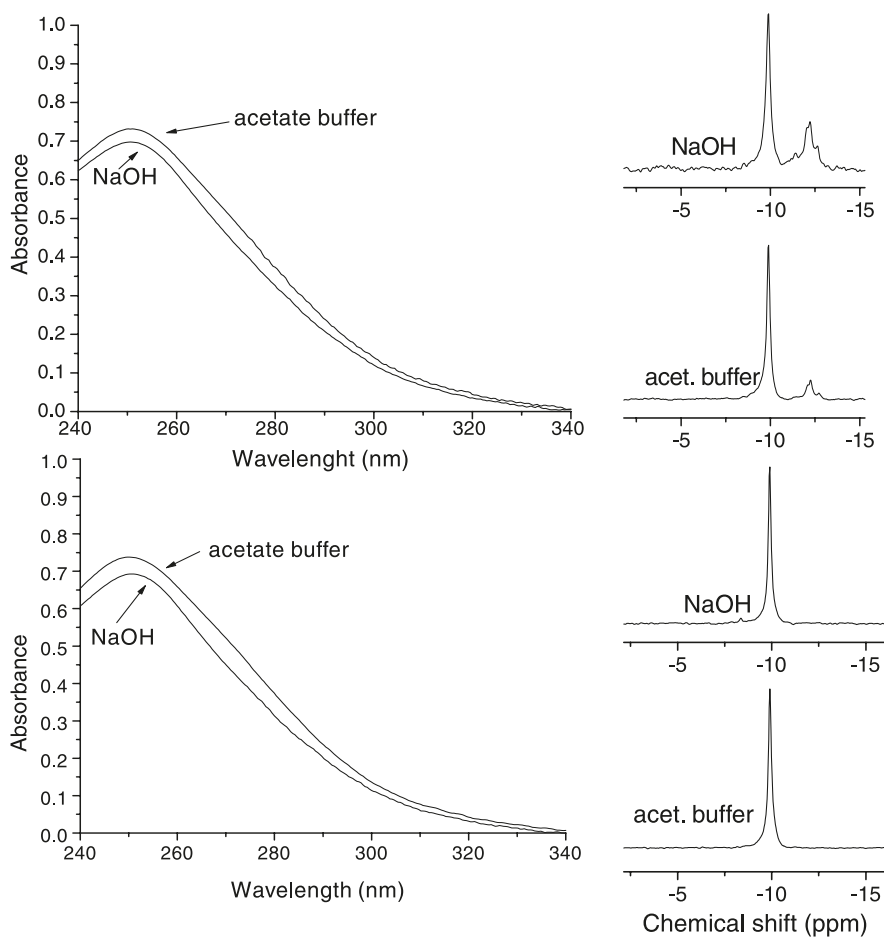 1.0
0.9
0.8
0.7
0.6
0.5
0.4
0.3
0.2
0.1
0.0
Absorbance
acetate buffer
NaOH
240 260 280 300 320 340
Wavelenght (nm)
NaOH
-5 -10 -15
acet. buffer
-5 -10 -15
1.0
0.9
0.8
0.7
0.6
0.5
0.4
0.3
0.2
0.1
0.0
Absorbance
acetate buffer
NaOH
240 260 280 300 320 340
Wavelength (nm)
NaOH
-5 -10 -15
acet. buffer
-5 -10 -15
Chemical shift (ppm)